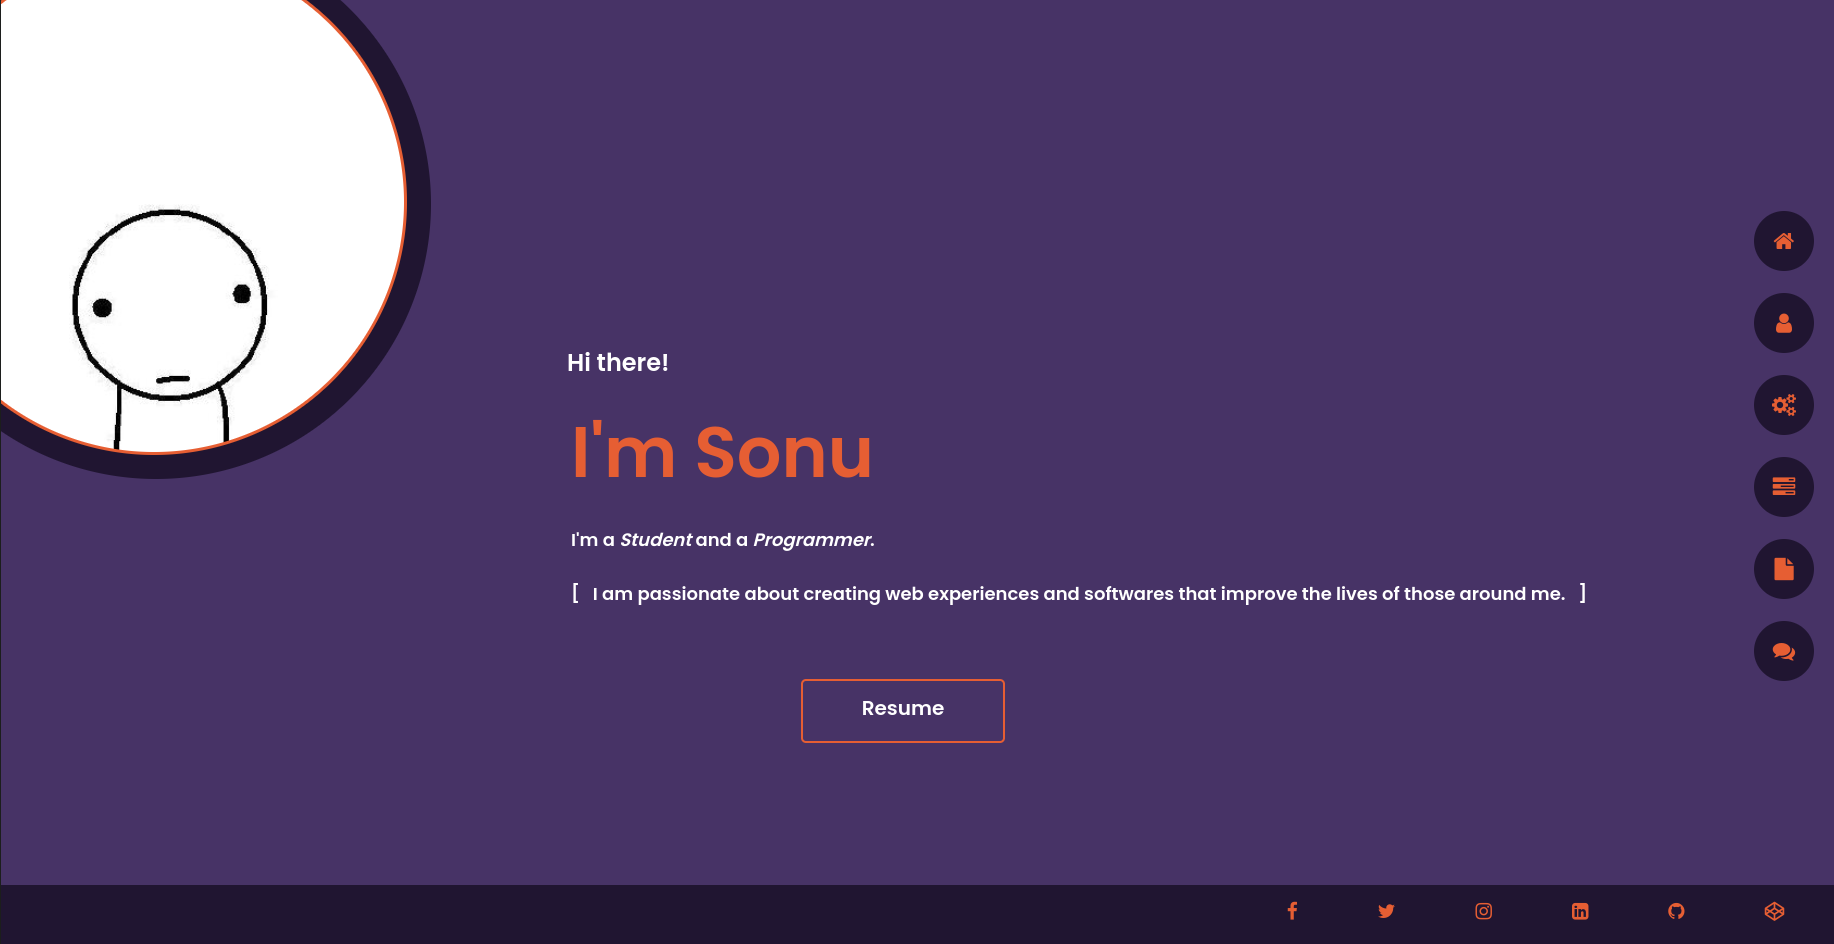 Hi there!
I'm Sonu
I'm a Student and a Programmer.
[ I am passionate about creating web experiences and softwares that improve the lives of those around me. ]
Resume